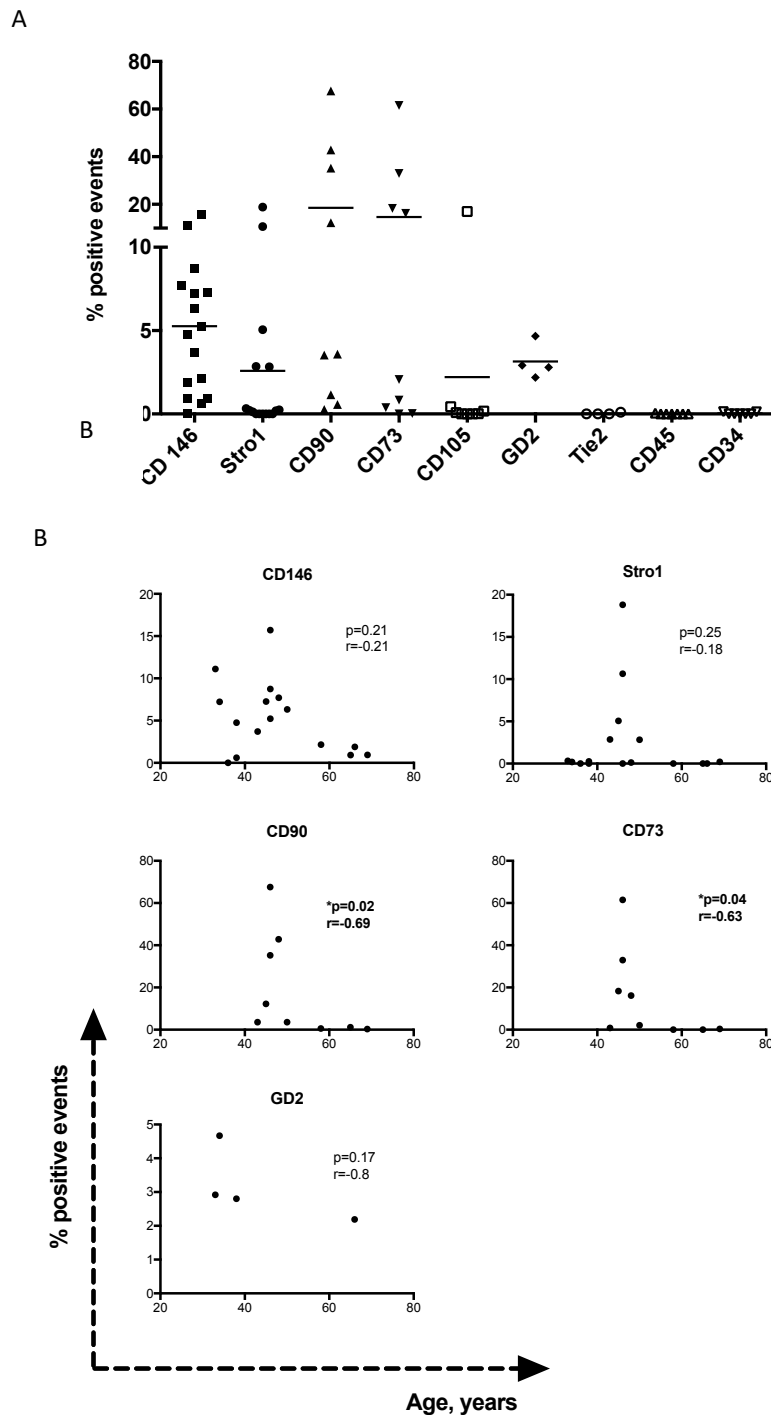 A
80
60
40
20
10
5
0
% positive events
B
CD 146
Stro1
CD90
CD73
CD105
GD2
Tie2
CD45
CD34
B
CD146
20
15
10
5
0
20 40 60 80
p=0.21
r=-0.21
Stro1
20
15
10
5
0
20 40 60 80
p=0.25
r=-0.18
CD90
80
60
40
20
0
20 40 60 80
*p=0.02
r=-0.69
CD73
80
60
40
20
0
20 40 60 80
*p=0.04
r=-0.63
GD2
5
4
3
2
1
0
20 40 60 80
p=0.17
r=-0.8
% positive events
Age, years